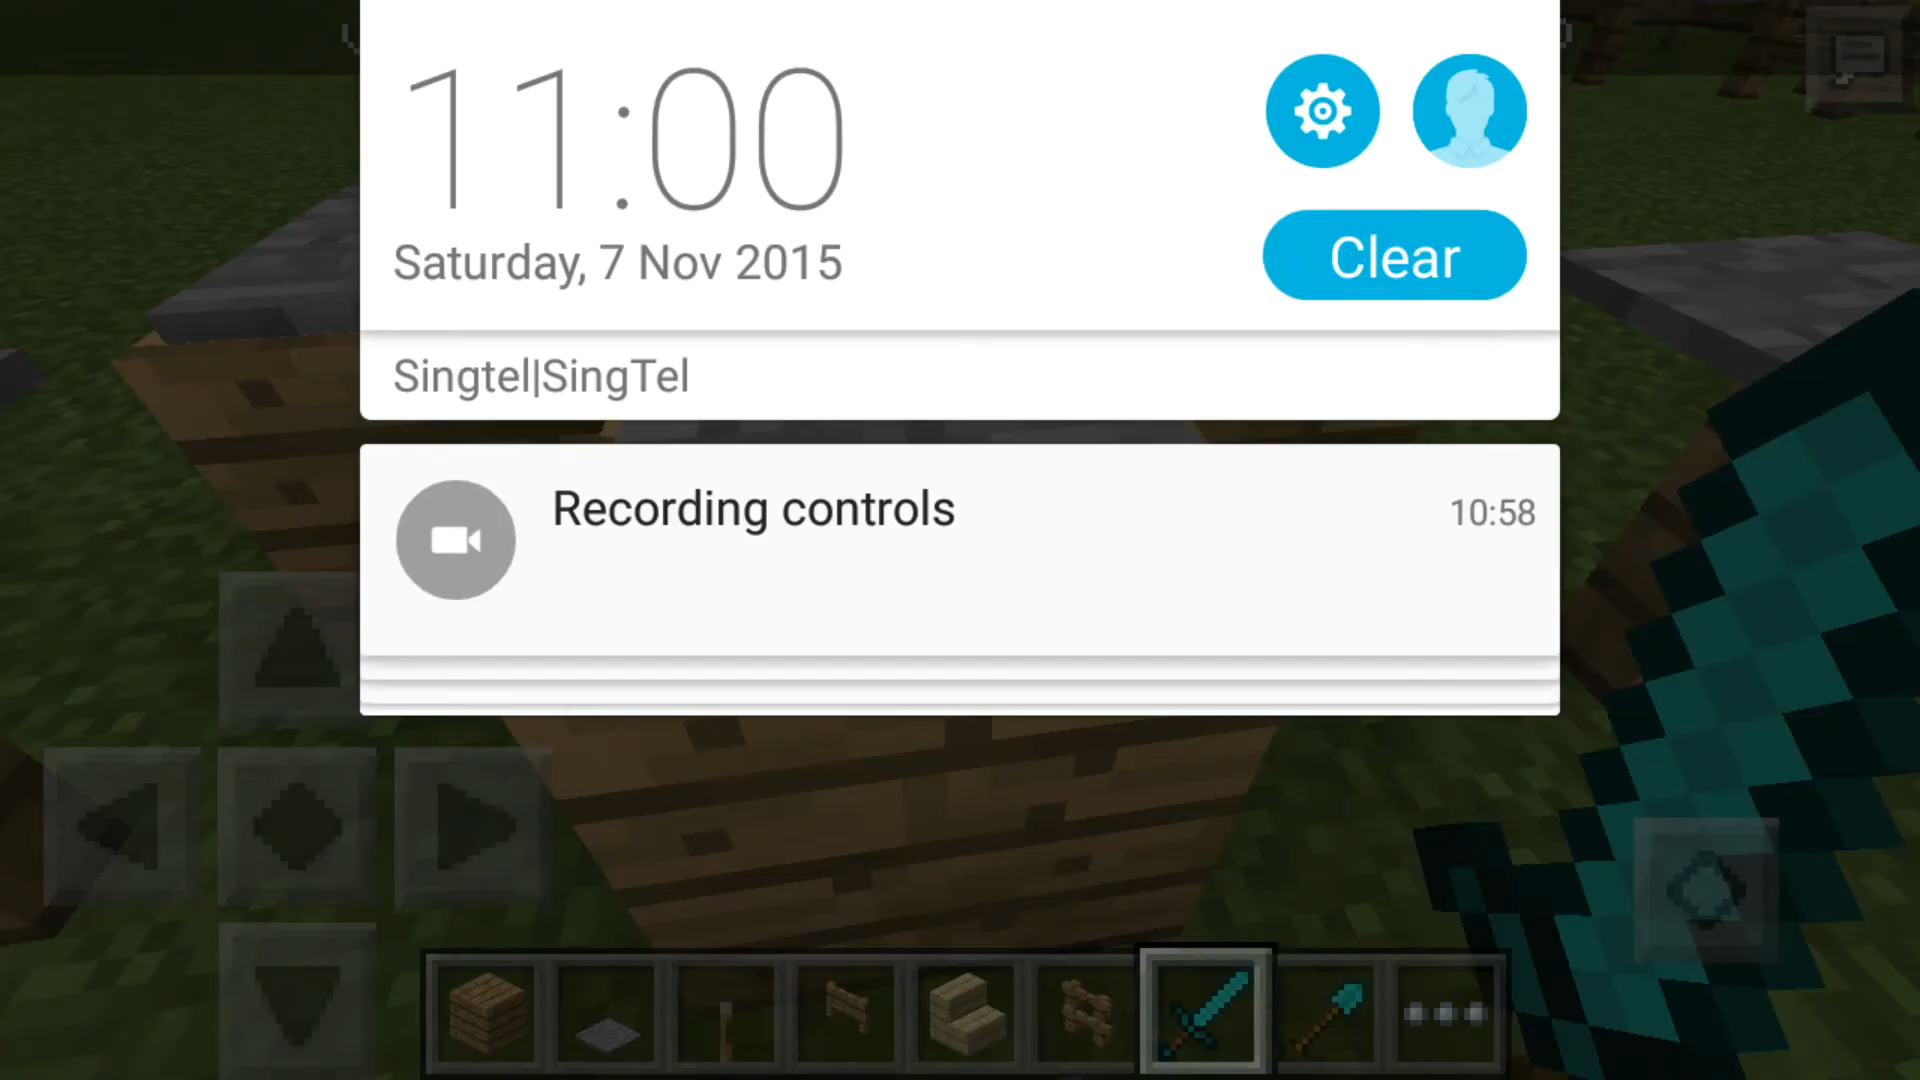 11:00
Saturday, 7 Nov 2015
Clear
Singtel|SingTel
Recording controls
10:58